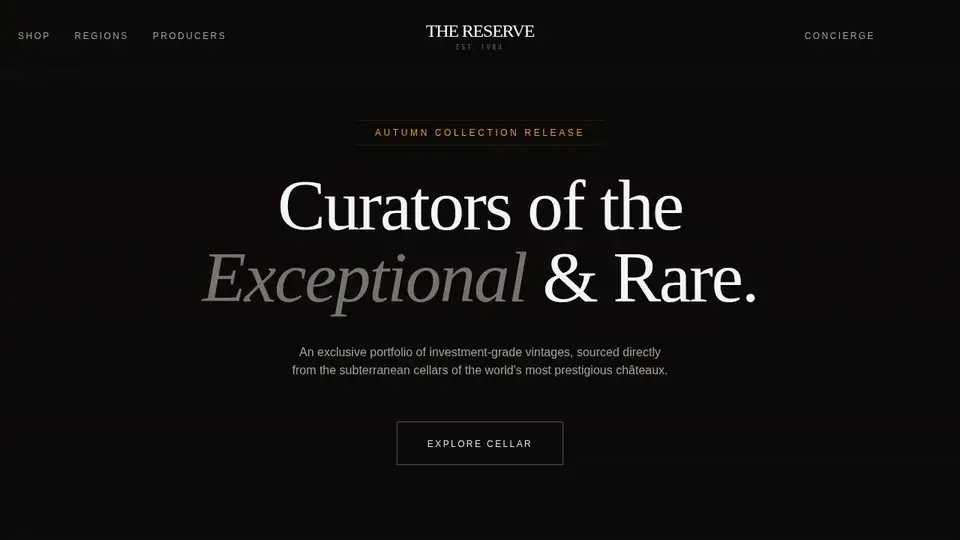 SHOP REGIONS PRODUCERS
THE RESERVE
EST. 1984
CONCIERGE
AUTUMN COLLECTION RELEASE
Curators of the
Exceptional & Rare.
An exclusive portfolio of investment-grade vintages, sourced directly
from the subterranean cellars of the world's most prestigious châteaux.
EXPLORE CELLAR